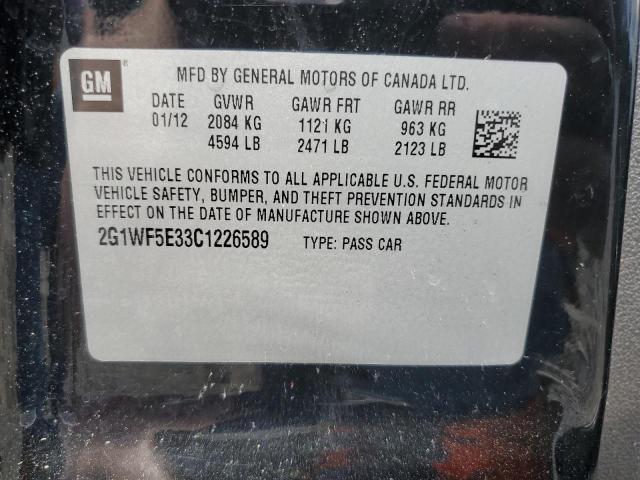 GM ®
MFD BY GENERAL MOTORS OF CANADA LTD.
DATE GVWR GAWR FRT GAWR RR
01/12 2084 KG 1121 KG 963 KG
4594 LB 2471 LB 2123 LB
THIS VEHICLE CONFORMS TO ALL APPLICABLE U.S. FEDERAL MOTOR
VEHICLE SAFETY, BUMPER, AND THEFT PREVENTION STANDARDS IN
EFFECT ON THE DATE OF MANUFACTURE SHOWN ABOVE.
2G1WF5E33C1226589 TYPE: PASS CAR